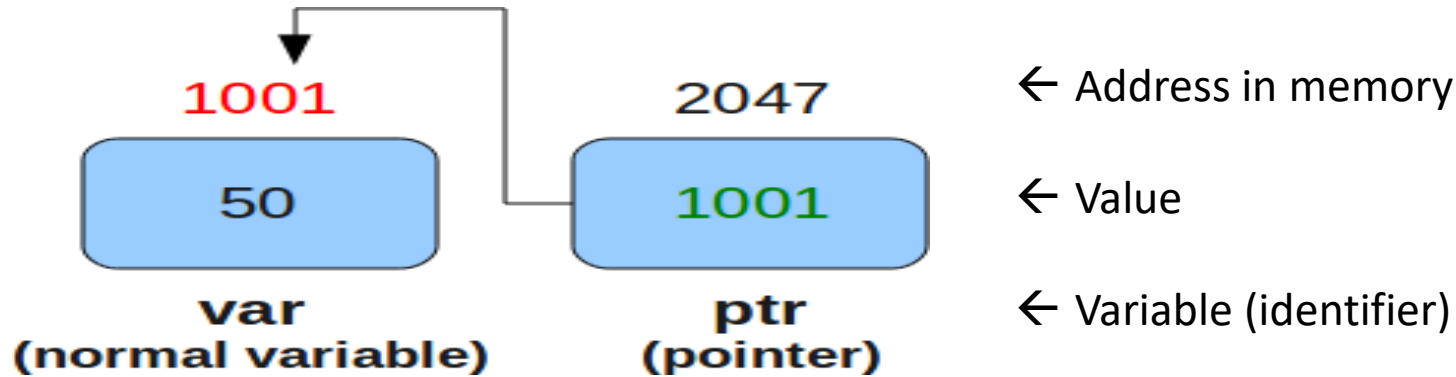 1001 2047 ← Address in memory
50 1001 ← Value
var ptr ← Variable (identifier)
(normal variable) (pointer)